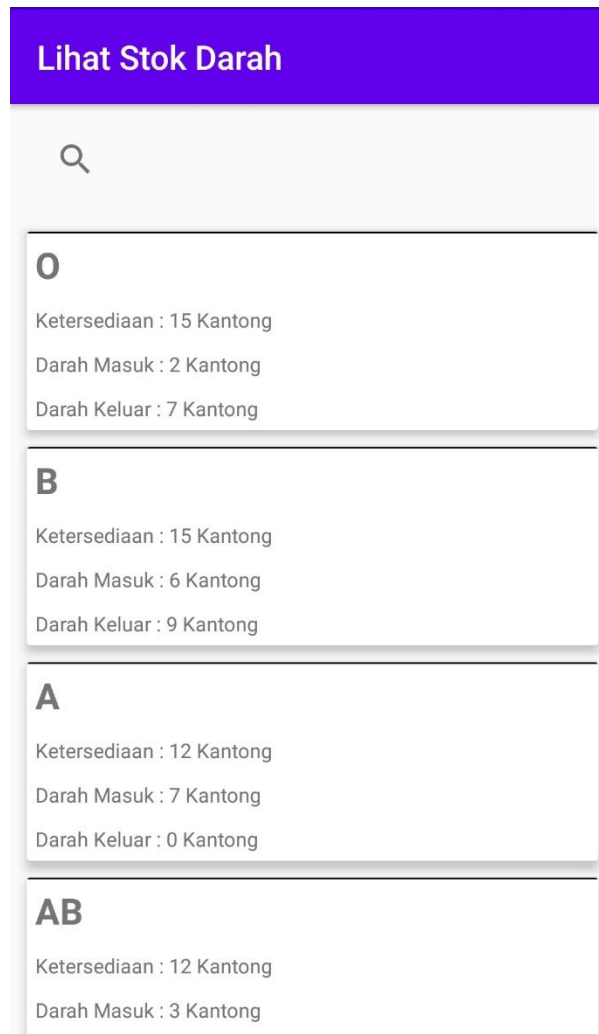 Lihat Stok Darah
O
Ketersediaan : 15 Kantong
Darah Masuk : 2 Kantong
Darah Keluar : 7 Kantong
B
Ketersediaan : 15 Kantong
Darah Masuk : 6 Kantong
Darah Keluar : 9 Kantong
A
Ketersediaan : 12 Kantong
Darah Masuk : 7 Kantong
Darah Keluar : 0 Kantong
AB
Ketersediaan : 12 Kantong
Darah Masuk : 3 Kantong